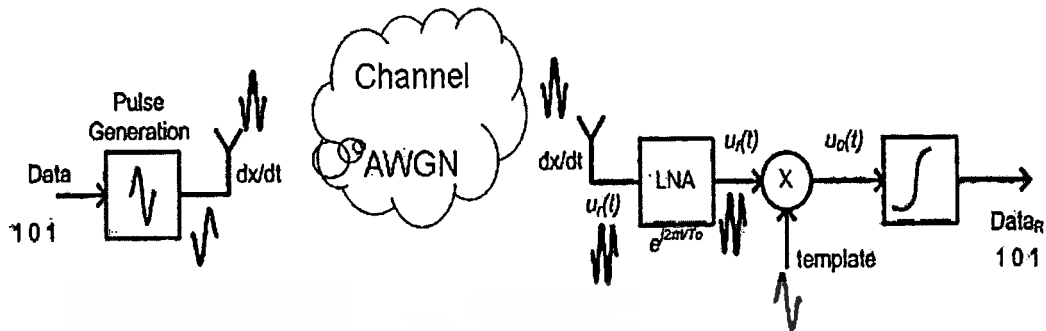 Pulse
Generation
Data
1 0 1
dx/dt
Channel
AWGN
dx/dt
u_r(t)
LNA
u_f(t)
X
u_o(t)
template
Data_R
1 0 1